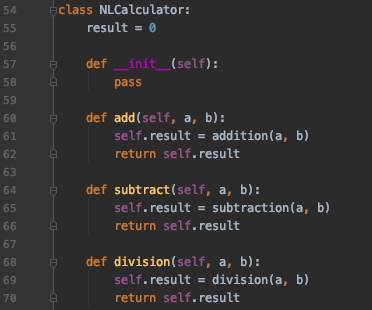 54 class NLCalculator:
55     result = 0
56
57     def __init__(self):
58         pass
59
60     def add(self, a, b):
61         self.result = addition(a, b)
62         return self.result
63
64     def subtract(self, a, b):
65         self.result = subtraction(a, b)
66         return self.result
67
68     def division(self, a, b):
69         self.result = division(a, b)
70         return self.result